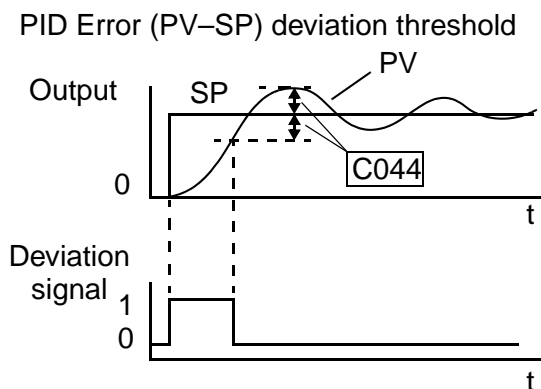 PID Error (PV–SP) deviation threshold
PV
Output
SP
C044
0
t
Deviation
signal
1
0
t